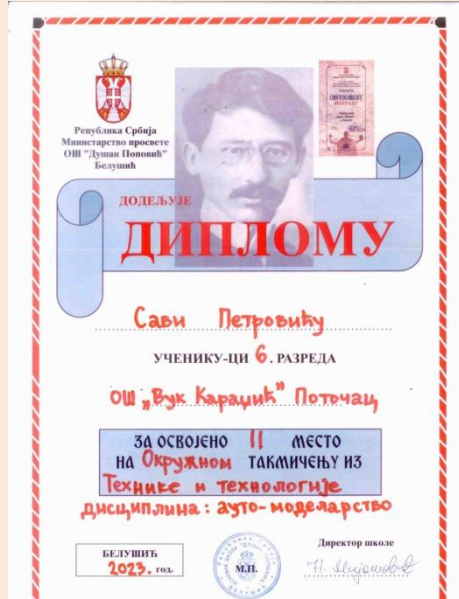 Република Србија
Министарство просвете
ОШ "Душан Поповић"
Белушић
ДОДЕЉУЈЕ
ДИПЛОМУ
Сави Петровићу
УЧЕНИКУ-ЦИ 6. РАЗРЕДА
ОШ „Вук Караџић" Поточац
ЗА ОСВОЈЕНО II МЕСТО
НА Окружном ТАКМИЧЕЊУ ИЗ
Технике и технологије
дисциплина: ауто-моделарство
БЕЛУШИЋ
2023. год.
М.П.
Директор школе